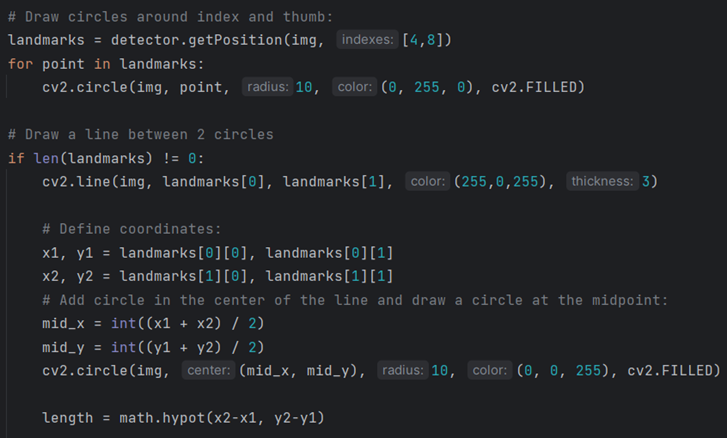 # Draw circles around index and thumb:
landmarks = detector.getPosition(img, indexes: [4,8])
for point in landmarks:
cv2.circle(img, point, radius: 10, color: (0, 255, 0), cv2.FILLED)
# Draw a line between 2 circles
if len(landmarks) != 0:
cv2.line(img, landmarks[0], landmarks[1], color: (255,0,255), thickness: 3)
# Define coordinates:
x1, y1 = landmarks[0][0], landmarks[0][1]
x2, y2 = landmarks[1][0], landmarks[1][1]
# Add circle in the center of the line and draw a circle at the midpoint:
mid_x = int((x1 + x2) / 2)
mid_y = int((y1 + y2) / 2)
cv2.circle(img, center: (mid_x, mid_y), radius: 10, color: (0, 0, 255), cv2.FILLED)
length = math.hypot(x2-x1, y2-y1)